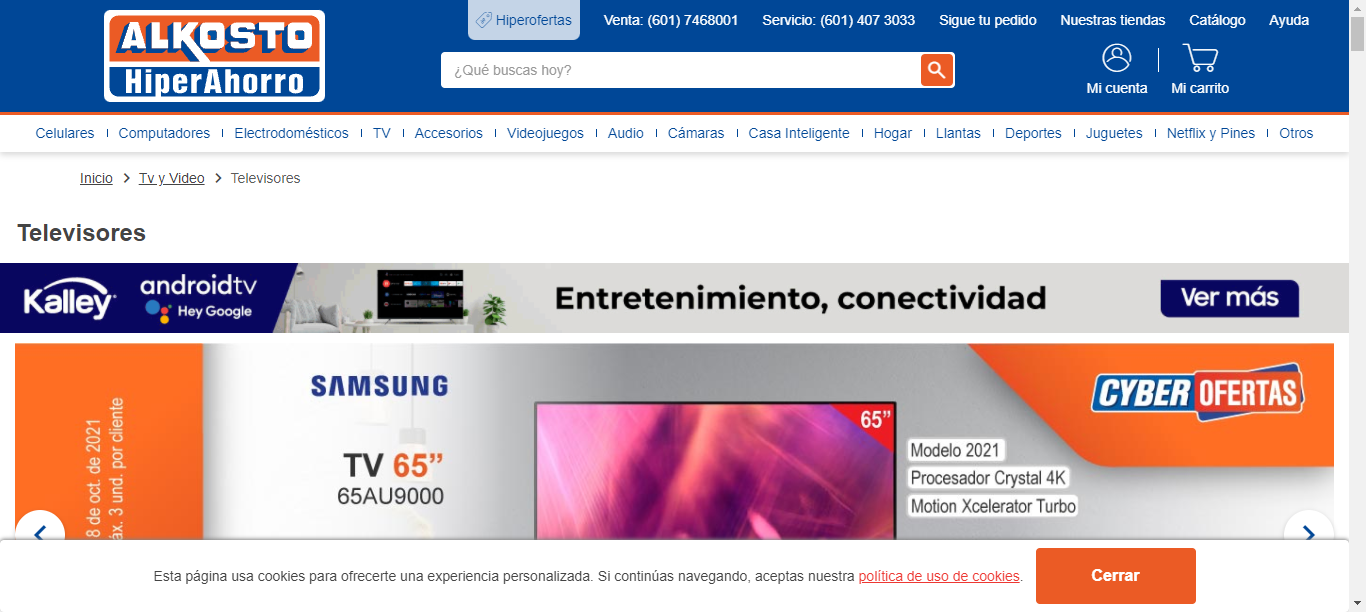 ALKOSTO
HiperAhorro
Hiperofertas
Venta: (601) 7468001
Servicio: (601) 407 3033
Sigue tu pedido
Nuestras tiendas
Catálogo
Ayuda
¿Qué buscas hoy?
Mi cuenta
Mi carrito
Celulares
Computadores
Electrodomésticos
TV
Accesorios
Videojuegos
Audio
Cámaras
Casa Inteligente
Hogar
Llantas
Deportes
Juguetes
Netflix y Pines
Otros
Inicio > Tv y Video > Televisores
Televisores
Kalley
androidtv
Hey Google
Entretenimiento, conectividad
Ver más
8 de oct. de 2021
áx. 3 und. por cliente
SAMSUNG
TV 65”
65AU9000
65”
Modelo 2021
Procesador Crystal 4K
Motion Xcelerator Turbo
CYBER OFERTAS
Esta página usa cookies para ofrecerte una experiencia personalizada. Si continúas navegando, aceptas nuestra política de uso de cookies.
Cerrar